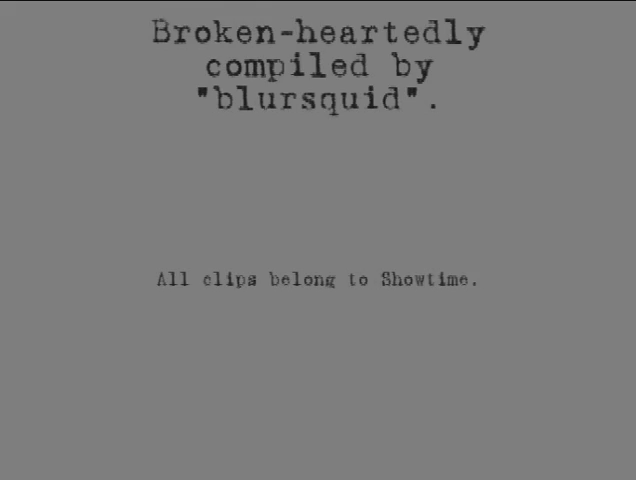 Broken-heartedly
compiled by
"blursquid".
All clips belong to Showtime.